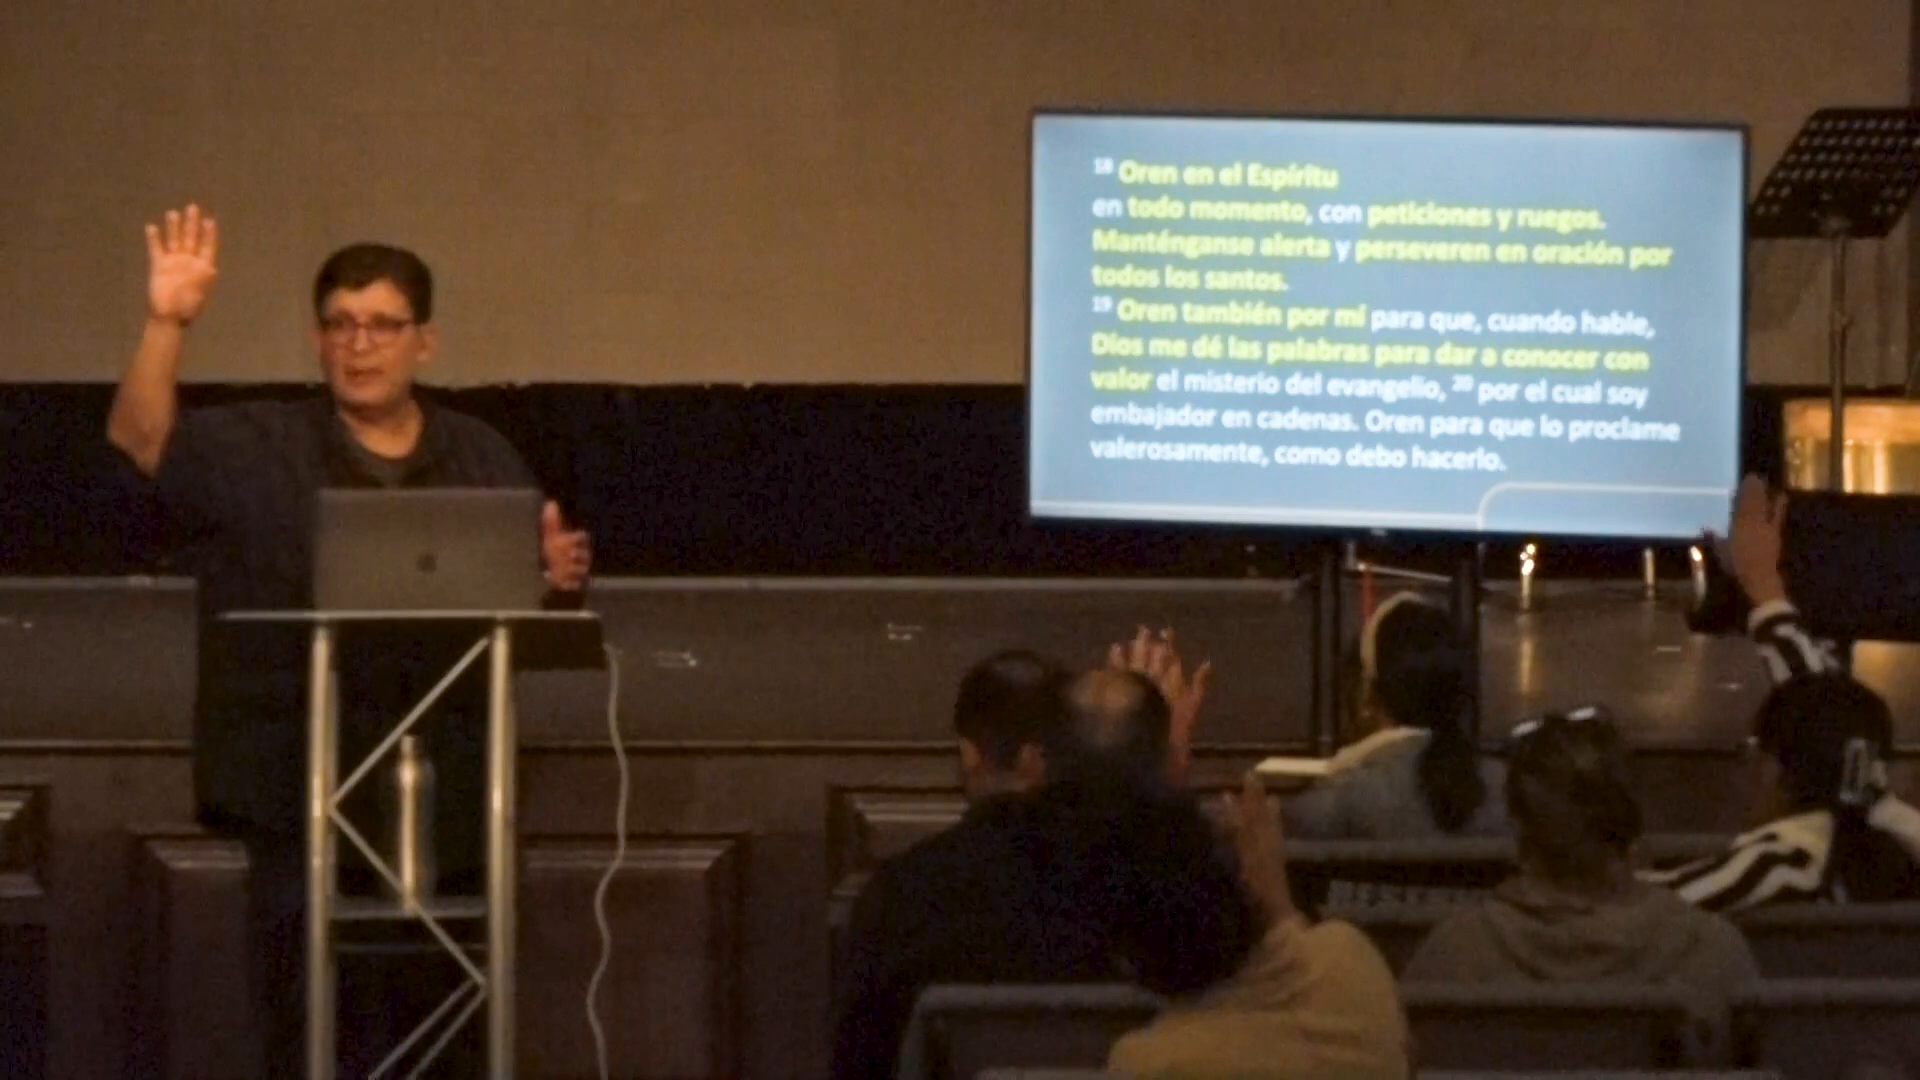 18 Oren en el Espíritu
en todo momento, con peticiones y ruegos.
Manténganse alerta y perseveren en oración por
todos los santos.
19 Oren también por mí para que, cuando hable,
Dios me dé las palabras para dar a conocer con
valor el misterio del evangelio, 20 por el cual soy
embajador en cadenas. Oren para que lo proclame
valerosamente, como debo hacerlo.